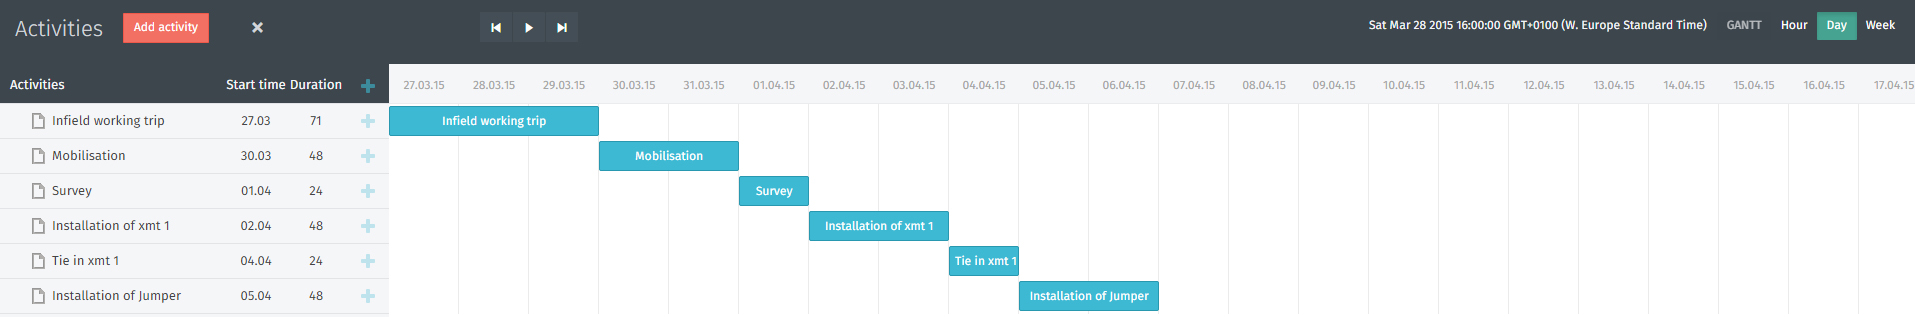 Activities Add activity × Sat Mar 28 2015 16:00:00 GMT+0100 (W. Europe Standard Time) GANTT Hour Day Week
Activities Start time Duration 27.03.15 28.03.15 29.03.15 30.03.15 31.03.15 01.04.15 02.04.15 03.04.15 04.04.15 05.04.15 06.04.15 07.04.15 08.04.15 09.04.15 10.04.15 11.04.15 12.04.15 13.04.15 14.04.15 15.04.15 16.04.15 17.04.15
Infield working trip 27.03 71 Infield working trip
Mobilisation 30.03 48 Mobilisation
Survey 01.04 24 Survey
Installation of xmt 1 02.04 48 Installation of xmt 1
Tie in xmt 1 04.04 24 Tie in xmt 1
Installation of Jumper 05.04 48 Installation of Jumper